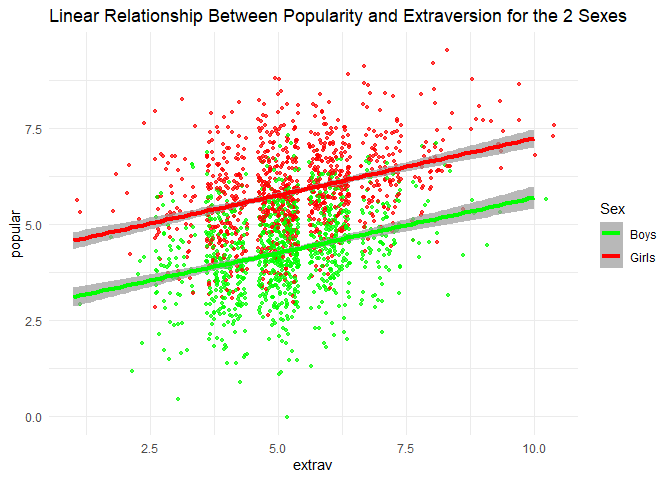 Linear Relationship Between Popularity and Extraversion for the 2 Sexes
popular
7.5
5.0
2.5
0.0
2.5 5.0 7.5 10.0
extrav
Sex
Boys
Girls